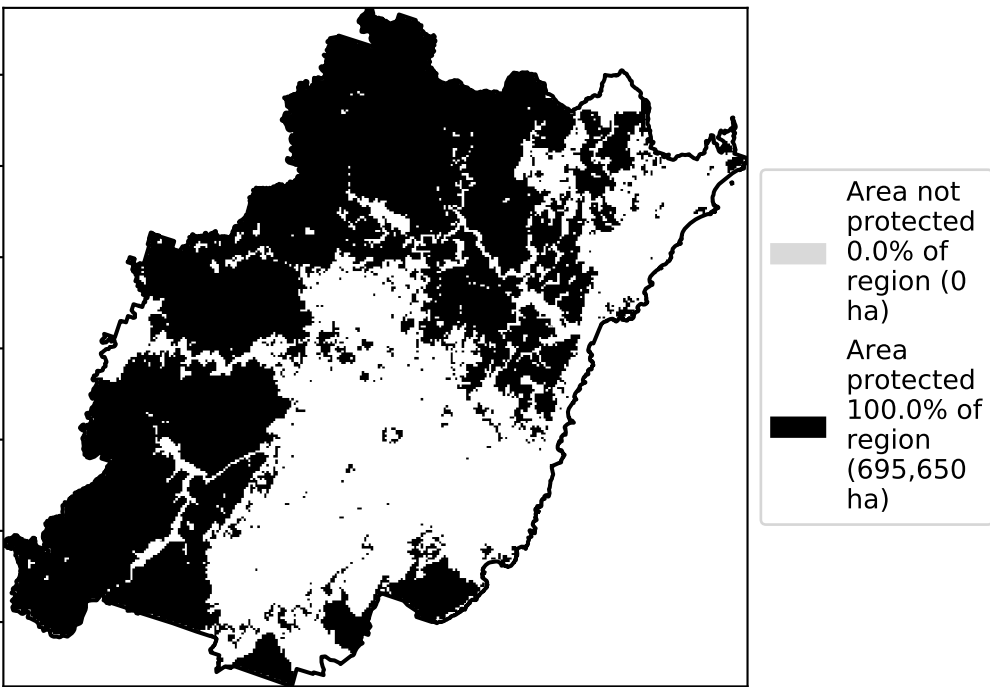 Area not
protected
0.0% of
region (0
ha)
Area
protected
100.0% of
region
(695,650
ha)